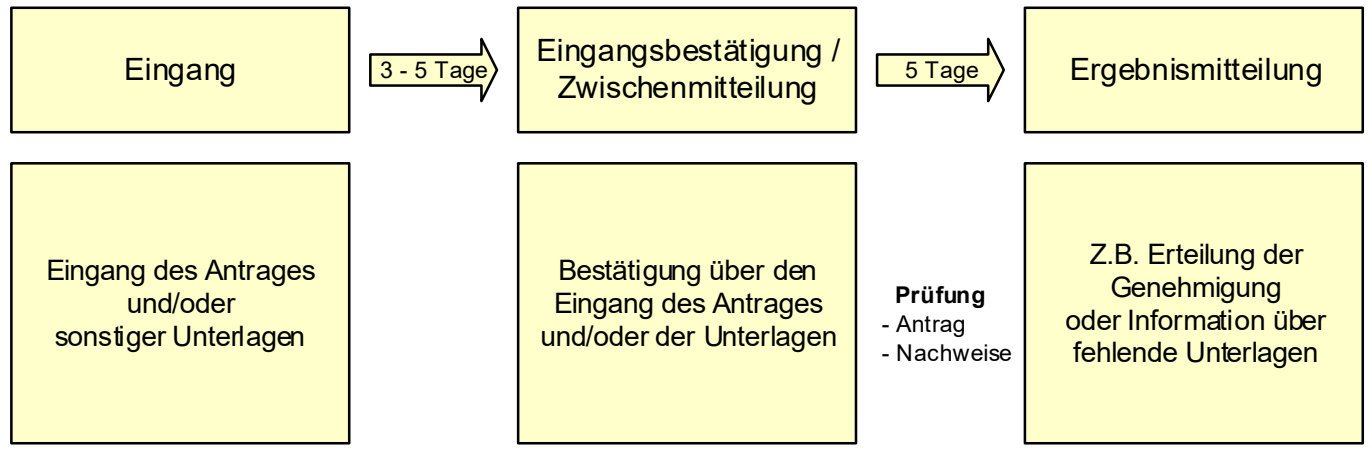 Eingang
3 - 5 Tage
Eingangsbestätigung /
Zwischenmitteilung
5 Tage
Ergebnismitteilung
Eingang des Antrages
und/oder
sonstiger Unterlagen
Bestätigung über den
Eingang des Antrages
und/oder der Unterlagen
Prüfung
- Antrag
- Nachweise
Z.B. Erteilung der
Genehmigung
oder Information über
fehlende Unterlagen